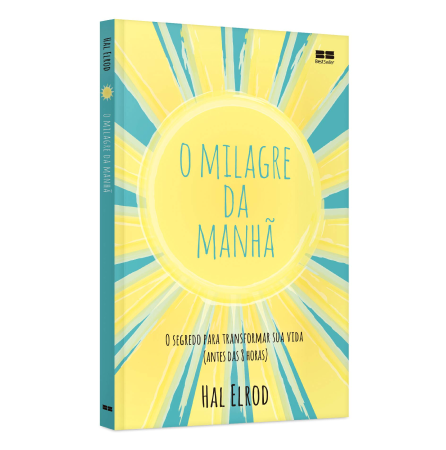 HAL ELROD
O MILAGRE DA MANHÃ
BestSeller
O MILAGRE
DA
MANHÃ
O SEGREDO PARA TRANSFORMAR SUA VIDA
(ANTES DAS 8 HORAS)
HAL ELROD